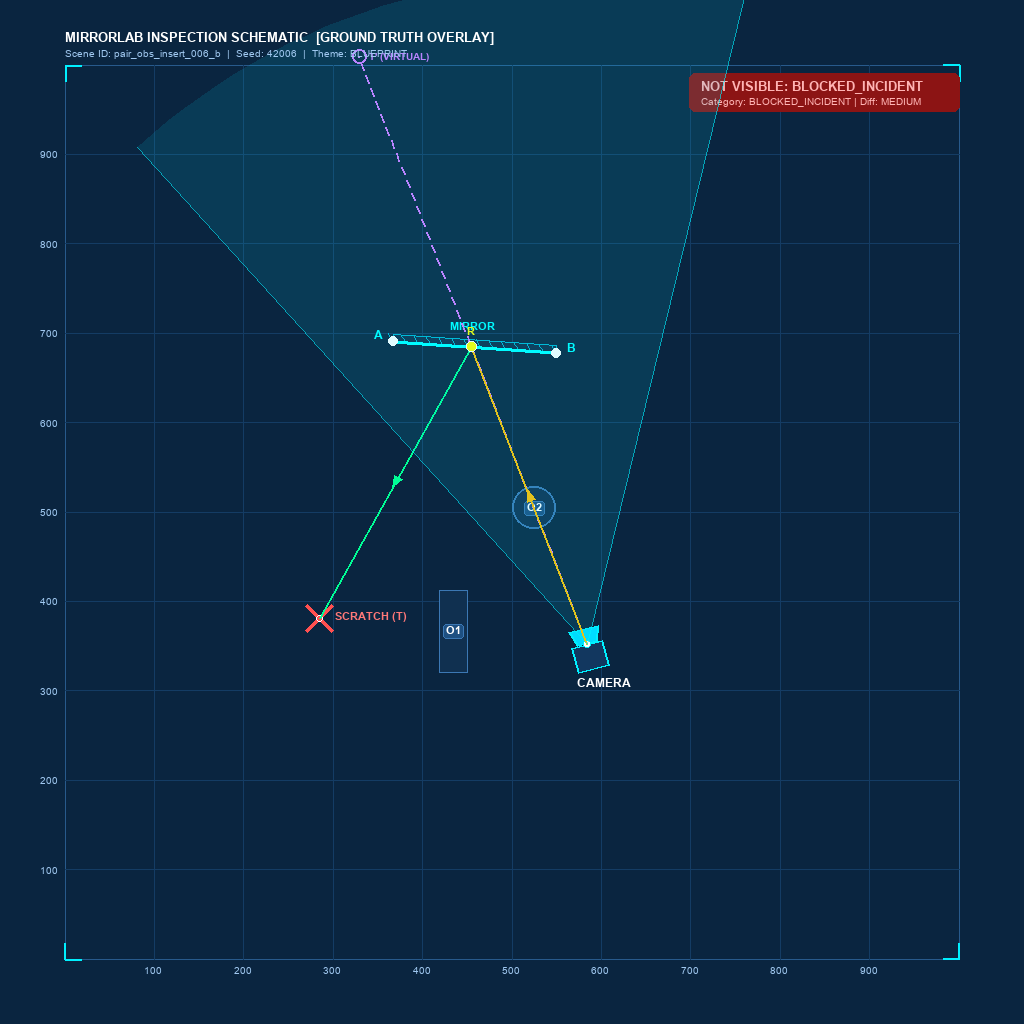 MIRRORLAB INSPECTION SCHEMATIC [GROUND TRUTH OVERLAY]
Scene ID: pair_obs_insert_006_b | Seed: 42006 | Theme: BLUEPRINT
(VIRTUAL)
NOT VISIBLE: BLOCKED_INCIDENT
Category: BLOCKED_INCIDENT | Diff: MEDIUM
900
800
700
600
500
400
300
200
100
MIRROR
R
A
B
O2
SCRATCH (T)
O1
CAMERA
100
200
300
400
500
600
700
800
900